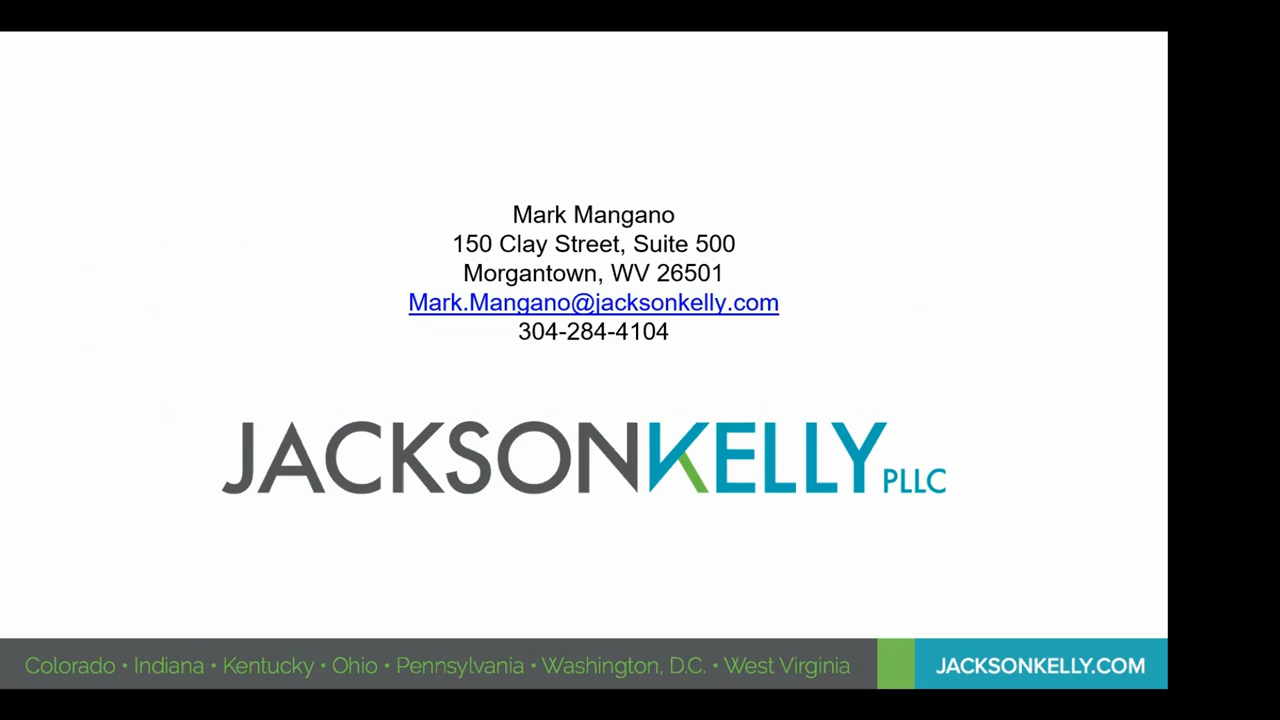 Mark Mangano
150 Clay Street, Suite 500
Morgantown, WV 26501
Mark.Mangano@jacksonkelly.com
304-284-4104
JACKSONKELLY PLLC
Colorado • Indiana • Kentucky • Ohio • Pennsylvania • Washington, D.C. • West Virginia
JACKSONKELLY.COM